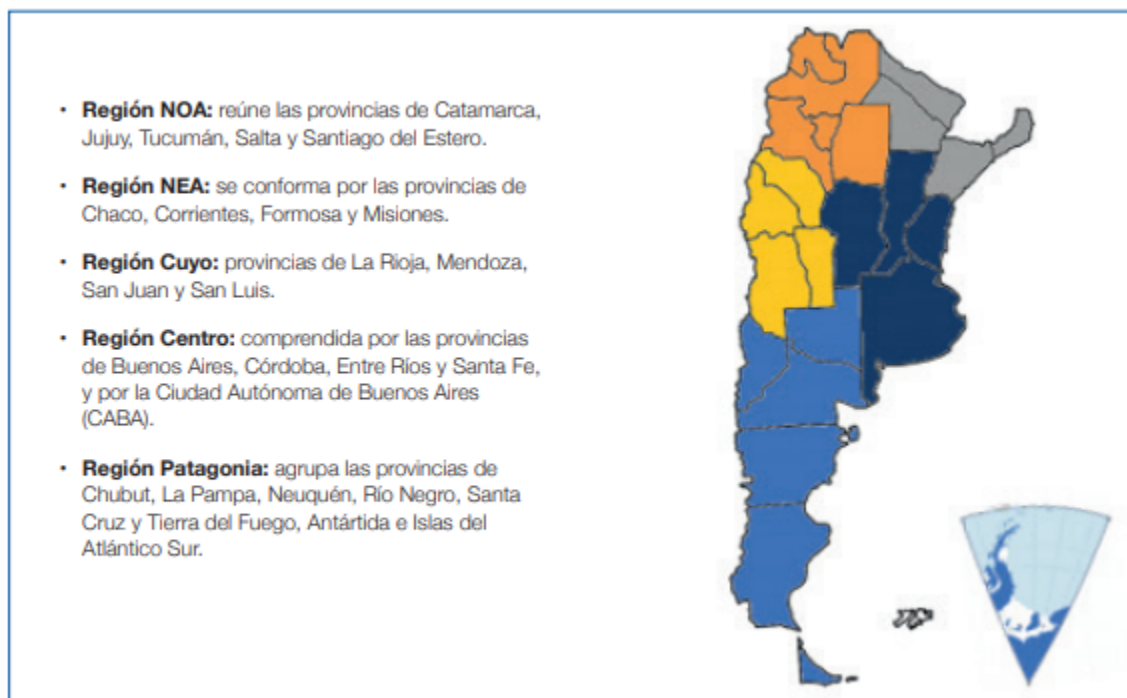 • Región NOA: reúne las provincias de Catamarca,
Jujuy, Tucumán, Salta y Santiago del Estero.
• Región NEA: se conforma por las provincias de
Chaco, Corrientes, Formosa y Misiones.
• Región Cuyo: provincias de La Rioja, Mendoza,
San Juan y San Luis.
• Región Centro: comprendida por las provincias
de Buenos Aires, Córdoba, Entre Ríos y Santa Fe,
y por la Ciudad Autónoma de Buenos Aires
(CABA).
• Región Patagonia: agrupa las provincias de
Chubut, La Pampa, Neuquén, Río Negro, Santa
Cruz y Tierra del Fuego, Antártida e Islas del
Atlántico Sur.